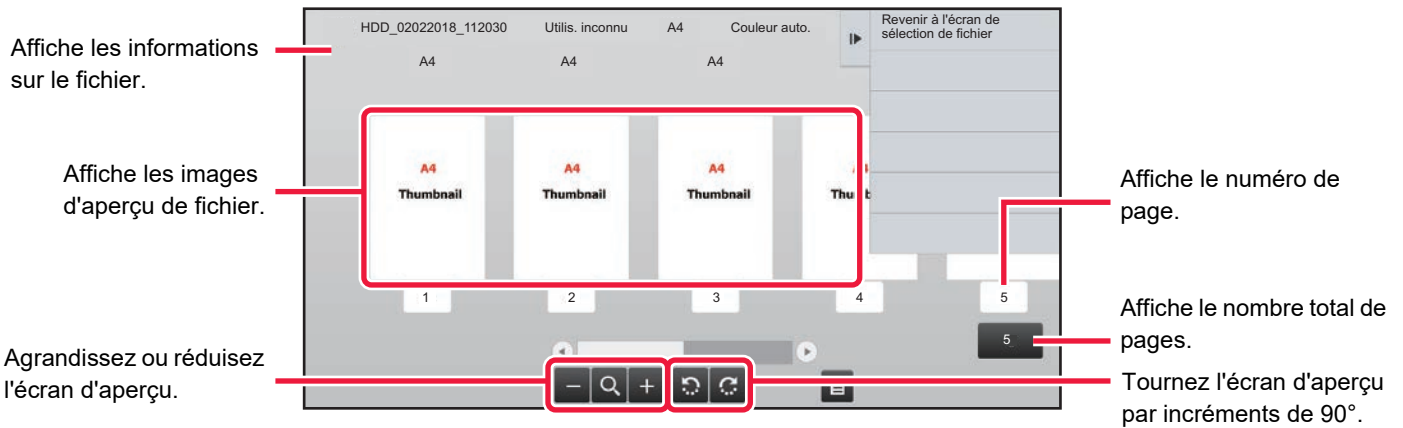 HDD_02022018_112030 Utilis. inconnu A4 Couleur auto.
Revenir à l'écran de
sélection de fichier
A4 A4 A4
Affiche les informations
sur le fichier.
Affiche les images
d'aperçu de fichier.
A4 A4 A4
Thumbnail Thumbnail Thumbnail
1 2 3 4 5
5
Affiche le numéro de
page.
Affiche le nombre total de
pages.
Agrandissez ou réduisez
l'écran d'aperçu.
Tournez l'écran d'aperçu
par incréments de 90°.